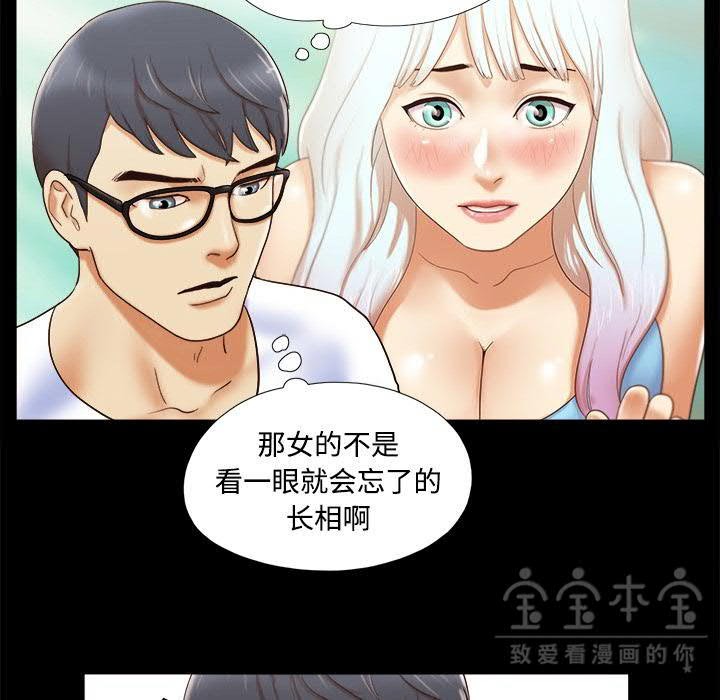 那女的不是
看一眼就会忘了的
长相啊
宝宝本宝
致爱看漫画的你